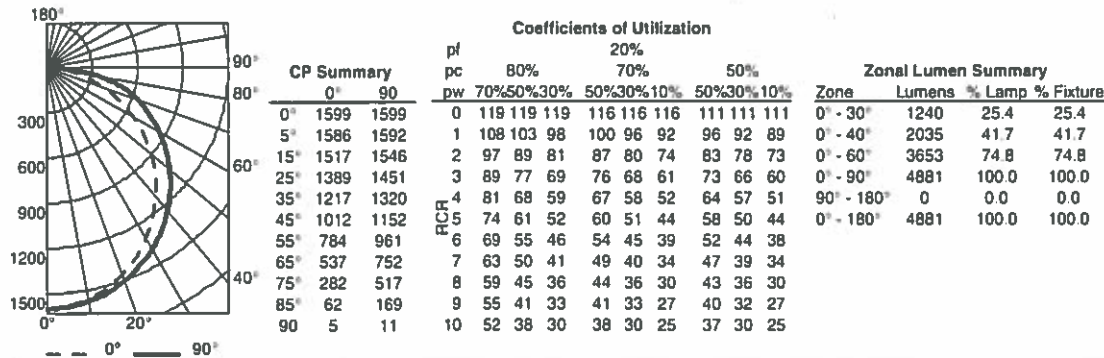 180°
90°
80°
60°
40°
300
600
900
1200
1500
0° 20°
0° 90°
CP Summary
0° 90
0° 1599 1599
5° 1586 1592
15° 1517 1546
25° 1389 1451
35° 1217 1320
45° 1012 1152
55° 784 961
65° 537 752
75° 282 517
85° 62 169
90 5 11
Coefficients of Utilization
pf 20%
pc 80% 70% 50%
pw 70%50%30% 50%30%10% 50%30%10%
RCR
0 119 119 119 116 116 116 111 111 111
1 108 103 98 100 96 92 96 92 89
2 97 89 81 87 80 74 83 78 73
3 89 77 69 76 68 61 73 66 60
4 81 68 59 67 58 52 64 57 51
5 74 61 52 60 51 44 58 50 44
6 69 55 46 54 45 39 52 44 38
7 63 50 41 49 40 34 47 39 34
8 59 45 36 44 36 30 43 36 30
9 55 41 33 41 33 27 40 32 27
10 52 38 30 38 30 25 37 30 25
Zonal Lumen Summary
Zone Lumens % Lamp % Fixture
0° - 30° 1240 25.4 25.4
0° - 40° 2035 41.7 41.7
0° - 60° 3653 74.8 74.8
0° - 90° 4881 100.0 100.0
90° - 180° 0 0.0 0.0
0° - 180° 4881 100.0 100.0